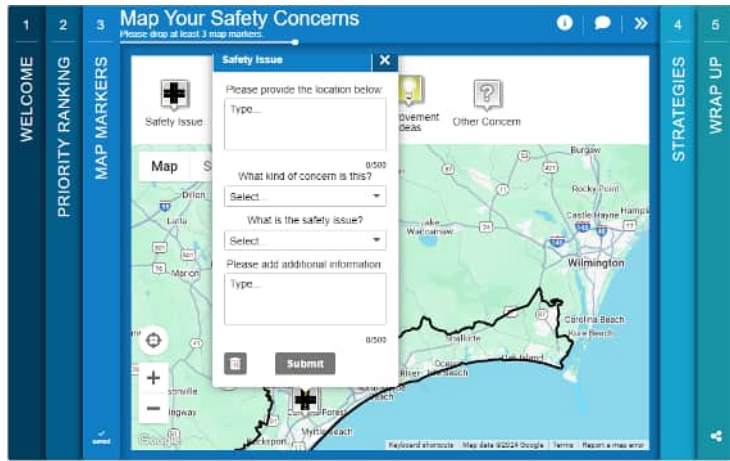 1
WELCOME
2
PRIORITY RANKING
3
MAP MARKERS
saved
Map Your Safety Concerns
Please drop at least 3 map markers.
Safety Issue
Other Concern
Safety Issue
Please provide the location below
Type...
0/500
What kind of concern is this?
Select...
What is the safety issue?
Select...
Please add additional information
Type...
0/500
Submit
Map
Dillon
Latta
Marion
Burgaw
Rocky Point
Castle Hayne
Wilmington
Carolina Beach
Kure Beach
Shallotte
Oak Island
Myrtle Beach
Google
Keyboard shortcuts
Map data ©2024 Google
Terms
Report a map error
4
STRATEGIES
5
WRAP UP